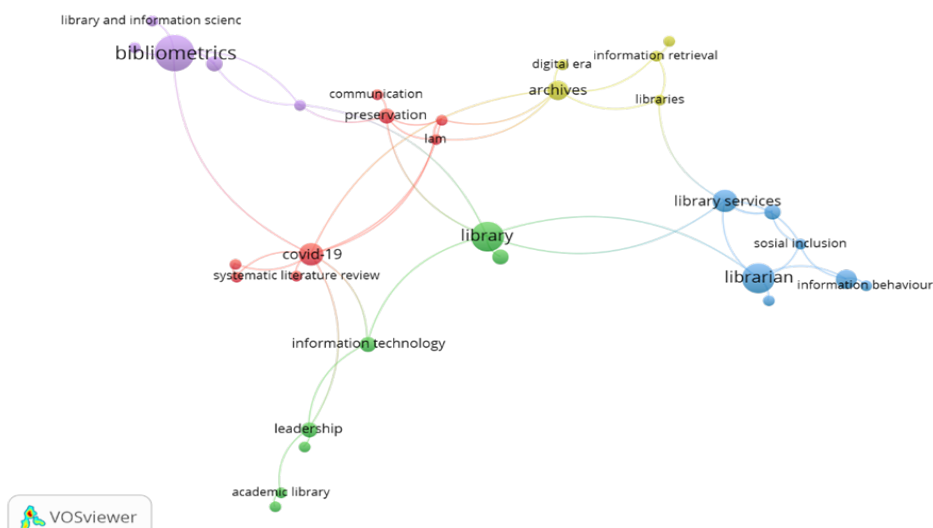 library and information scienc
bibliometrics
digital era
information retrieval
archives
communication
libraries
preservation
lam
library services
library
sosial inclusion
covid-19
systematic literature review
librarian
information behaviour
information technology
leadership
academic library
VOSviewer